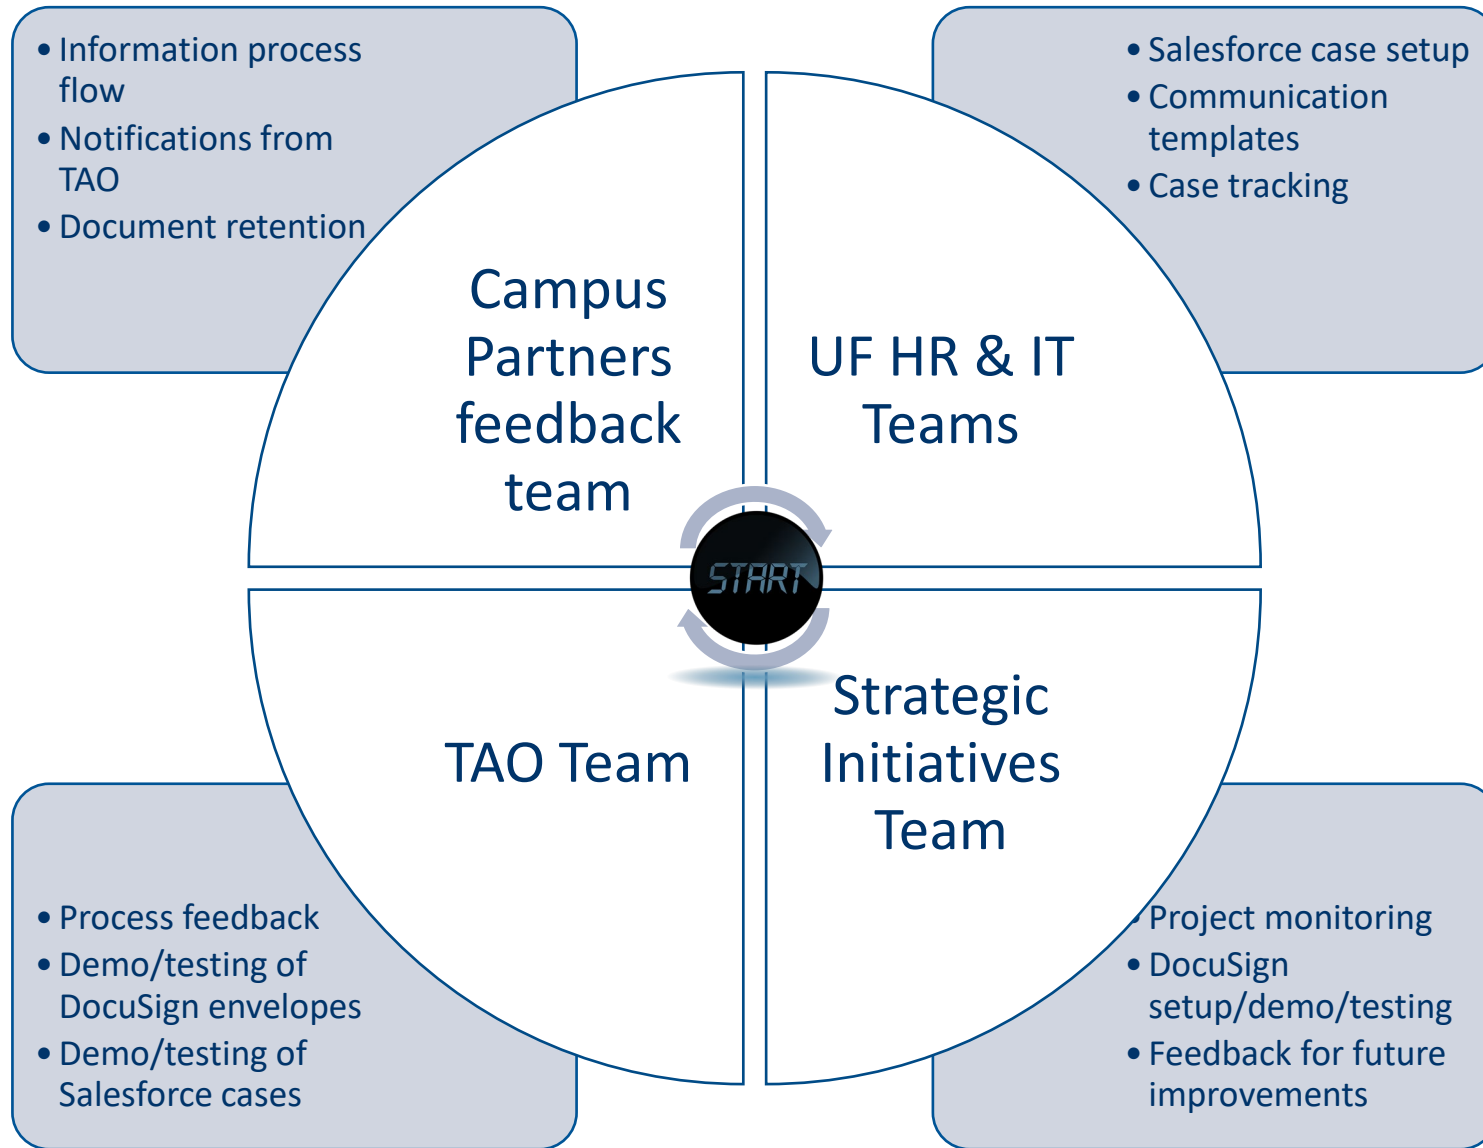 • Information process
flow
• Notifications from
TAO
• Document retention
• Salesforce case setup
• Communication
templates
• Case tracking
Campus
Partners
feedback
team
UF HR & IT
Teams
START
TAO Team
Strategic
Initiatives
Team
• Process feedback
• Demo/testing of
DocuSign envelopes
• Demo/testing of
Salesforce cases
• Project monitoring
• DocuSign
setup/demo/testing
• Feedback for future
improvements